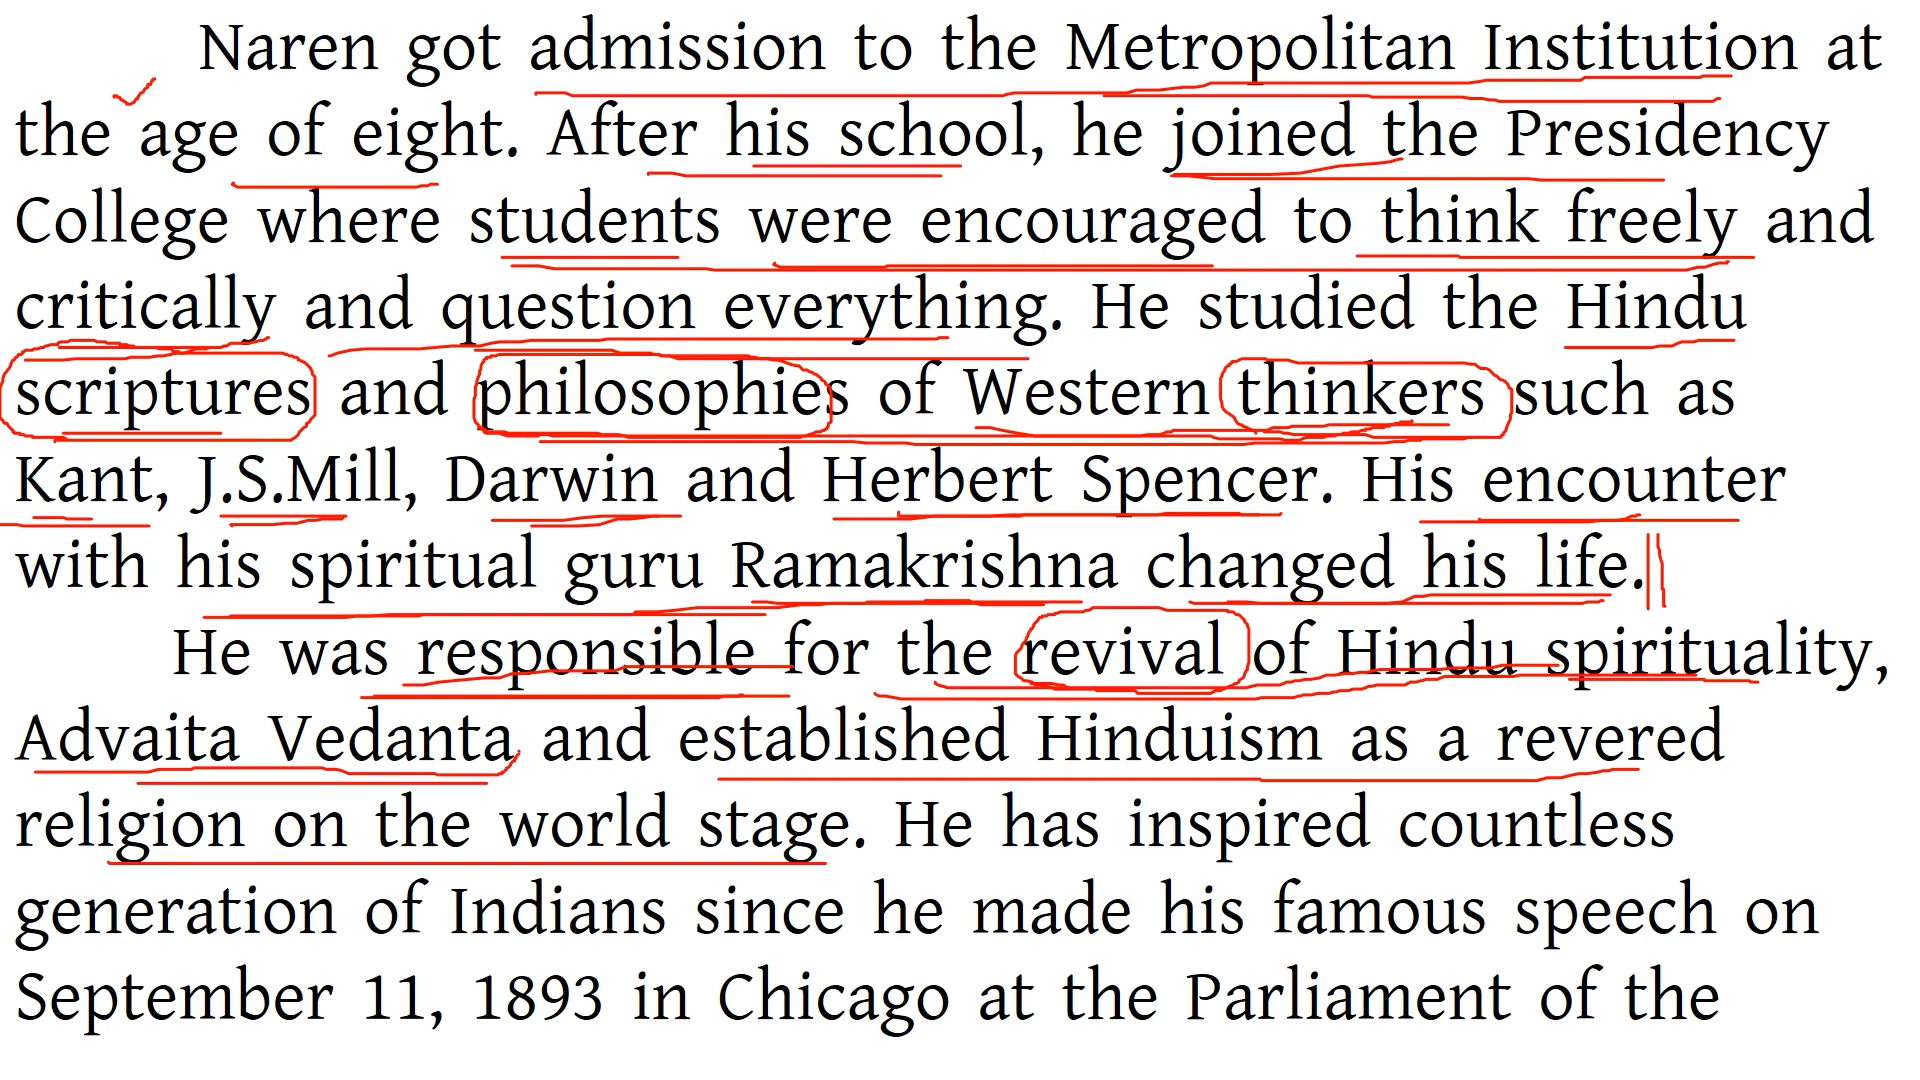 Naren got admission to the Metropolitan Institution at
the age of eight. After his school, he joined the Presidency
College where students were encouraged to think freely and
critically and question everything. He studied the Hindu
scriptures and philosophies of Western thinkers such as
Kant, J.S.Mill, Darwin and Herbert Spencer. His encounter
with his spiritual guru Ramakrishna changed his life.
He was responsible for the revival of Hindu spirituality,
Advaita Vedanta and established Hinduism as a revered
religion on the world stage. He has inspired countless
generation of Indians since he made his famous speech on
September 11, 1893 in Chicago at the Parliament of the